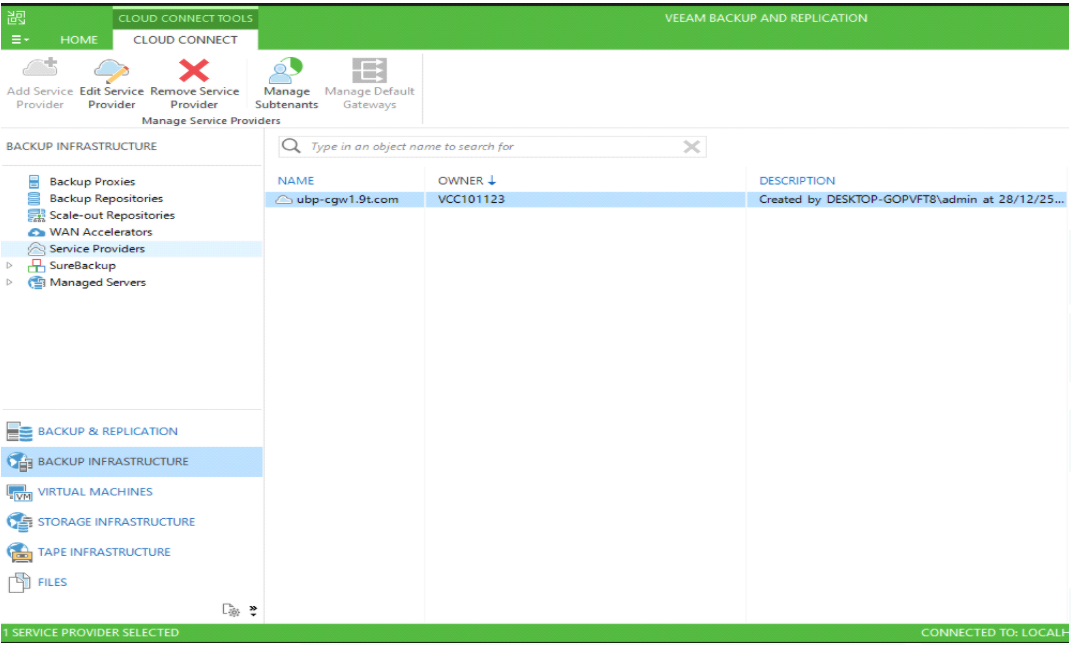 CLOUD CONNECT TOOLS
VEEAM BACKUP AND REPLICATION
HOME
CLOUD CONNECT
Add Service Provider
Edit Service Provider
Remove Service Provider
Manage Subtenants
Manage Default Gateways
Manage Service Providers
BACKUP INFRASTRUCTURE
Type in an object name to search for
Backup Proxies
Backup Repositories
Scale-out Repositories
WAN Accelerators
Service Providers
SureBackup
Managed Servers
NAME OWNER DESCRIPTION
ubp-cgw1.9t.com VCC101123 Created by DESKTOP-GOPVFT8\admin at 28/12/25...
BACKUP & REPLICATION
BACKUP INFRASTRUCTURE
VIRTUAL MACHINES
STORAGE INFRASTRUCTURE
TAPE INFRASTRUCTURE
FILES
1 SERVICE PROVIDER SELECTED
CONNECTED TO: LOCALH